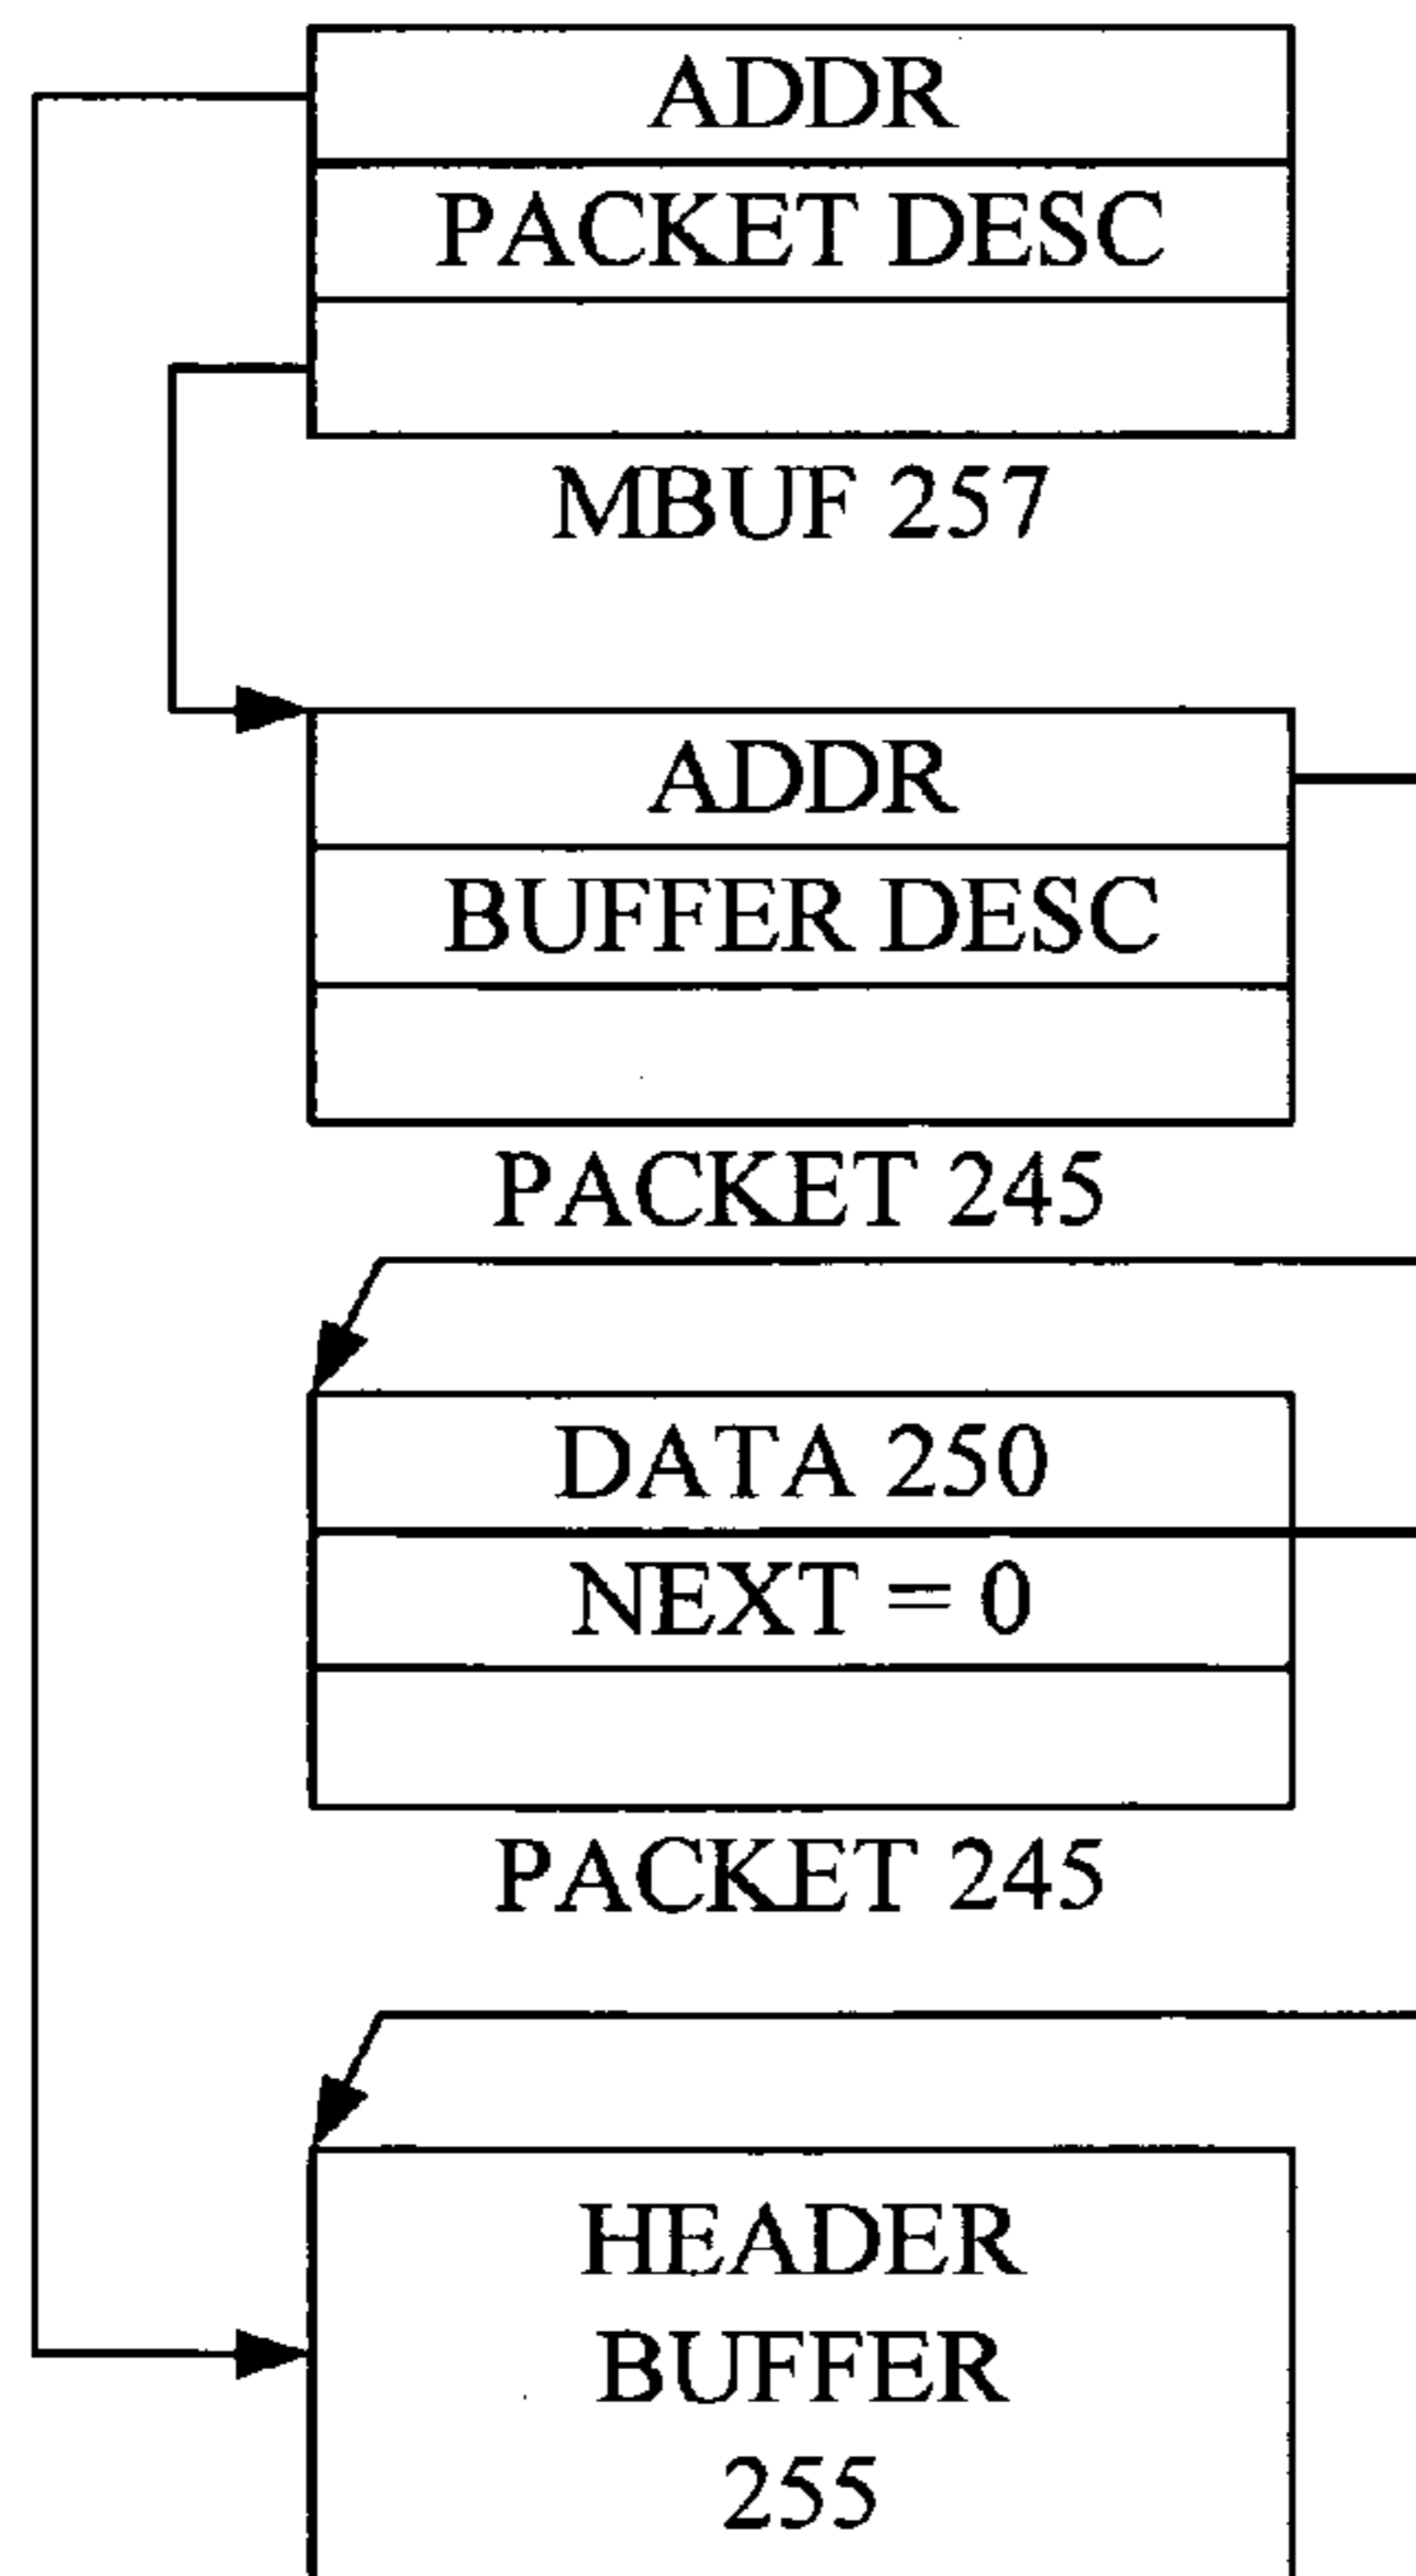 ADDR
PACKET DESC
MBUF 257
ADDR
BUFFER DESC
PACKET 245
DATA 250
NEXT = 0
PACKET 245
HEADER
BUFFER
255